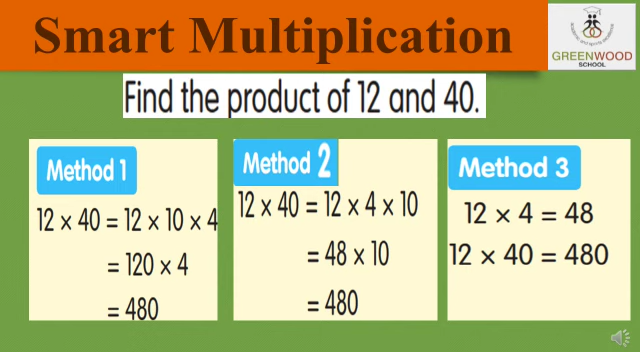 Smart Multiplication
GREENWOOD
SCHOOL
Find the product of 12 and 40.
Method 1
12 × 40 = 12 × 10 × 4
= 120 × 4
= 480
Method 2
12 × 40 = 12 × 4 × 10
= 48 × 10
= 480
Method 3
12 × 4 = 48
12 × 40 = 480